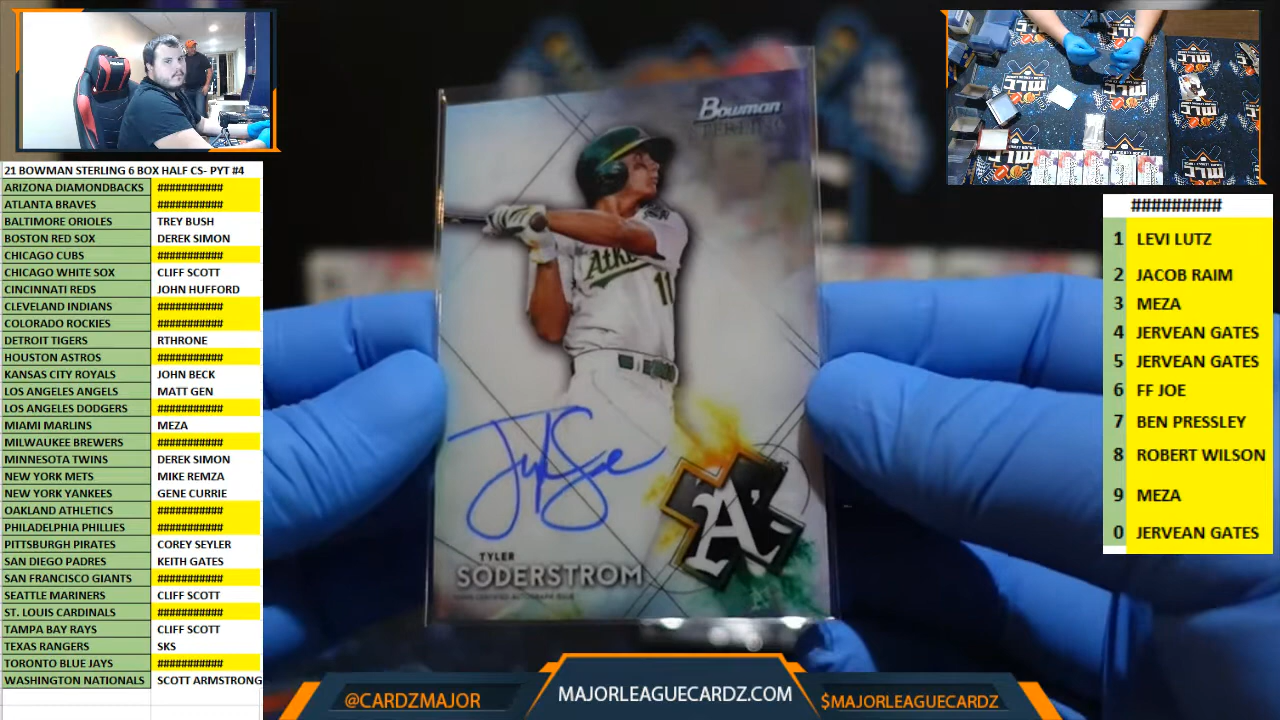 21 BOWMAN STERLING 6 BOX HALF CS- PYT #4
ARIZONA DIAMONDBACKS ###########
ATLANTA BRAVES ###########
BALTIMORE ORIOLES TREY BUSH
BOSTON RED SOX DEREK SIMON
CHICAGO CUBS ###########
CHICAGO WHITE SOX CLIFF SCOTT
CINCINNATI REDS JOHN HUFFORD
CLEVELAND INDIANS ###########
COLORADO ROCKIES ###########
DETROIT TIGERS RTHRONE
HOUSTON ASTROS ###########
KANSAS CITY ROYALS JOHN BECK
LOS ANGELES ANGELS MATT GEN
LOS ANGELES DODGERS ###########
MIAMI MARLINS MEZA
MILWAUKEE BREWERS ###########
MINNESOTA TWINS DEREK SIMON
NEW YORK METS MIKE REMZA
NEW YORK YANKEES GENE CURRIE
OAKLAND ATHLETICS ###########
PHILADELPHIA PHILLIES ###########
PITTSBURGH PIRATES COREY SEYLER
SAN DIEGO PADRES KEITH GATES
SAN FRANCISCO GIANTS ###########
SEATTLE MARINERS CLIFF SCOTT
ST. LOUIS CARDINALS ###########
TAMPA BAY RAYS CLIFF SCOTT
TEXAS RANGERS SKS
TORONTO BLUE JAYS ###########
WASHINGTON NATIONALS SCOTT ARMSTRONG
Bowman
STERLING
A's
TYLER
SODERSTROM
#########
1 LEVI LUTZ
2 JACOB RAIM
3 MEZA
4 JERVEAN GATES
5 JERVEAN GATES
6 FF JOE
7 BEN PRESSLEY
8 ROBERT WILSON
9 MEZA
0 JERVEAN GATES
@CARDZMAJOR
MAJORLEAGUECARDZ.COM
$MAJORLEAGUECARDZ